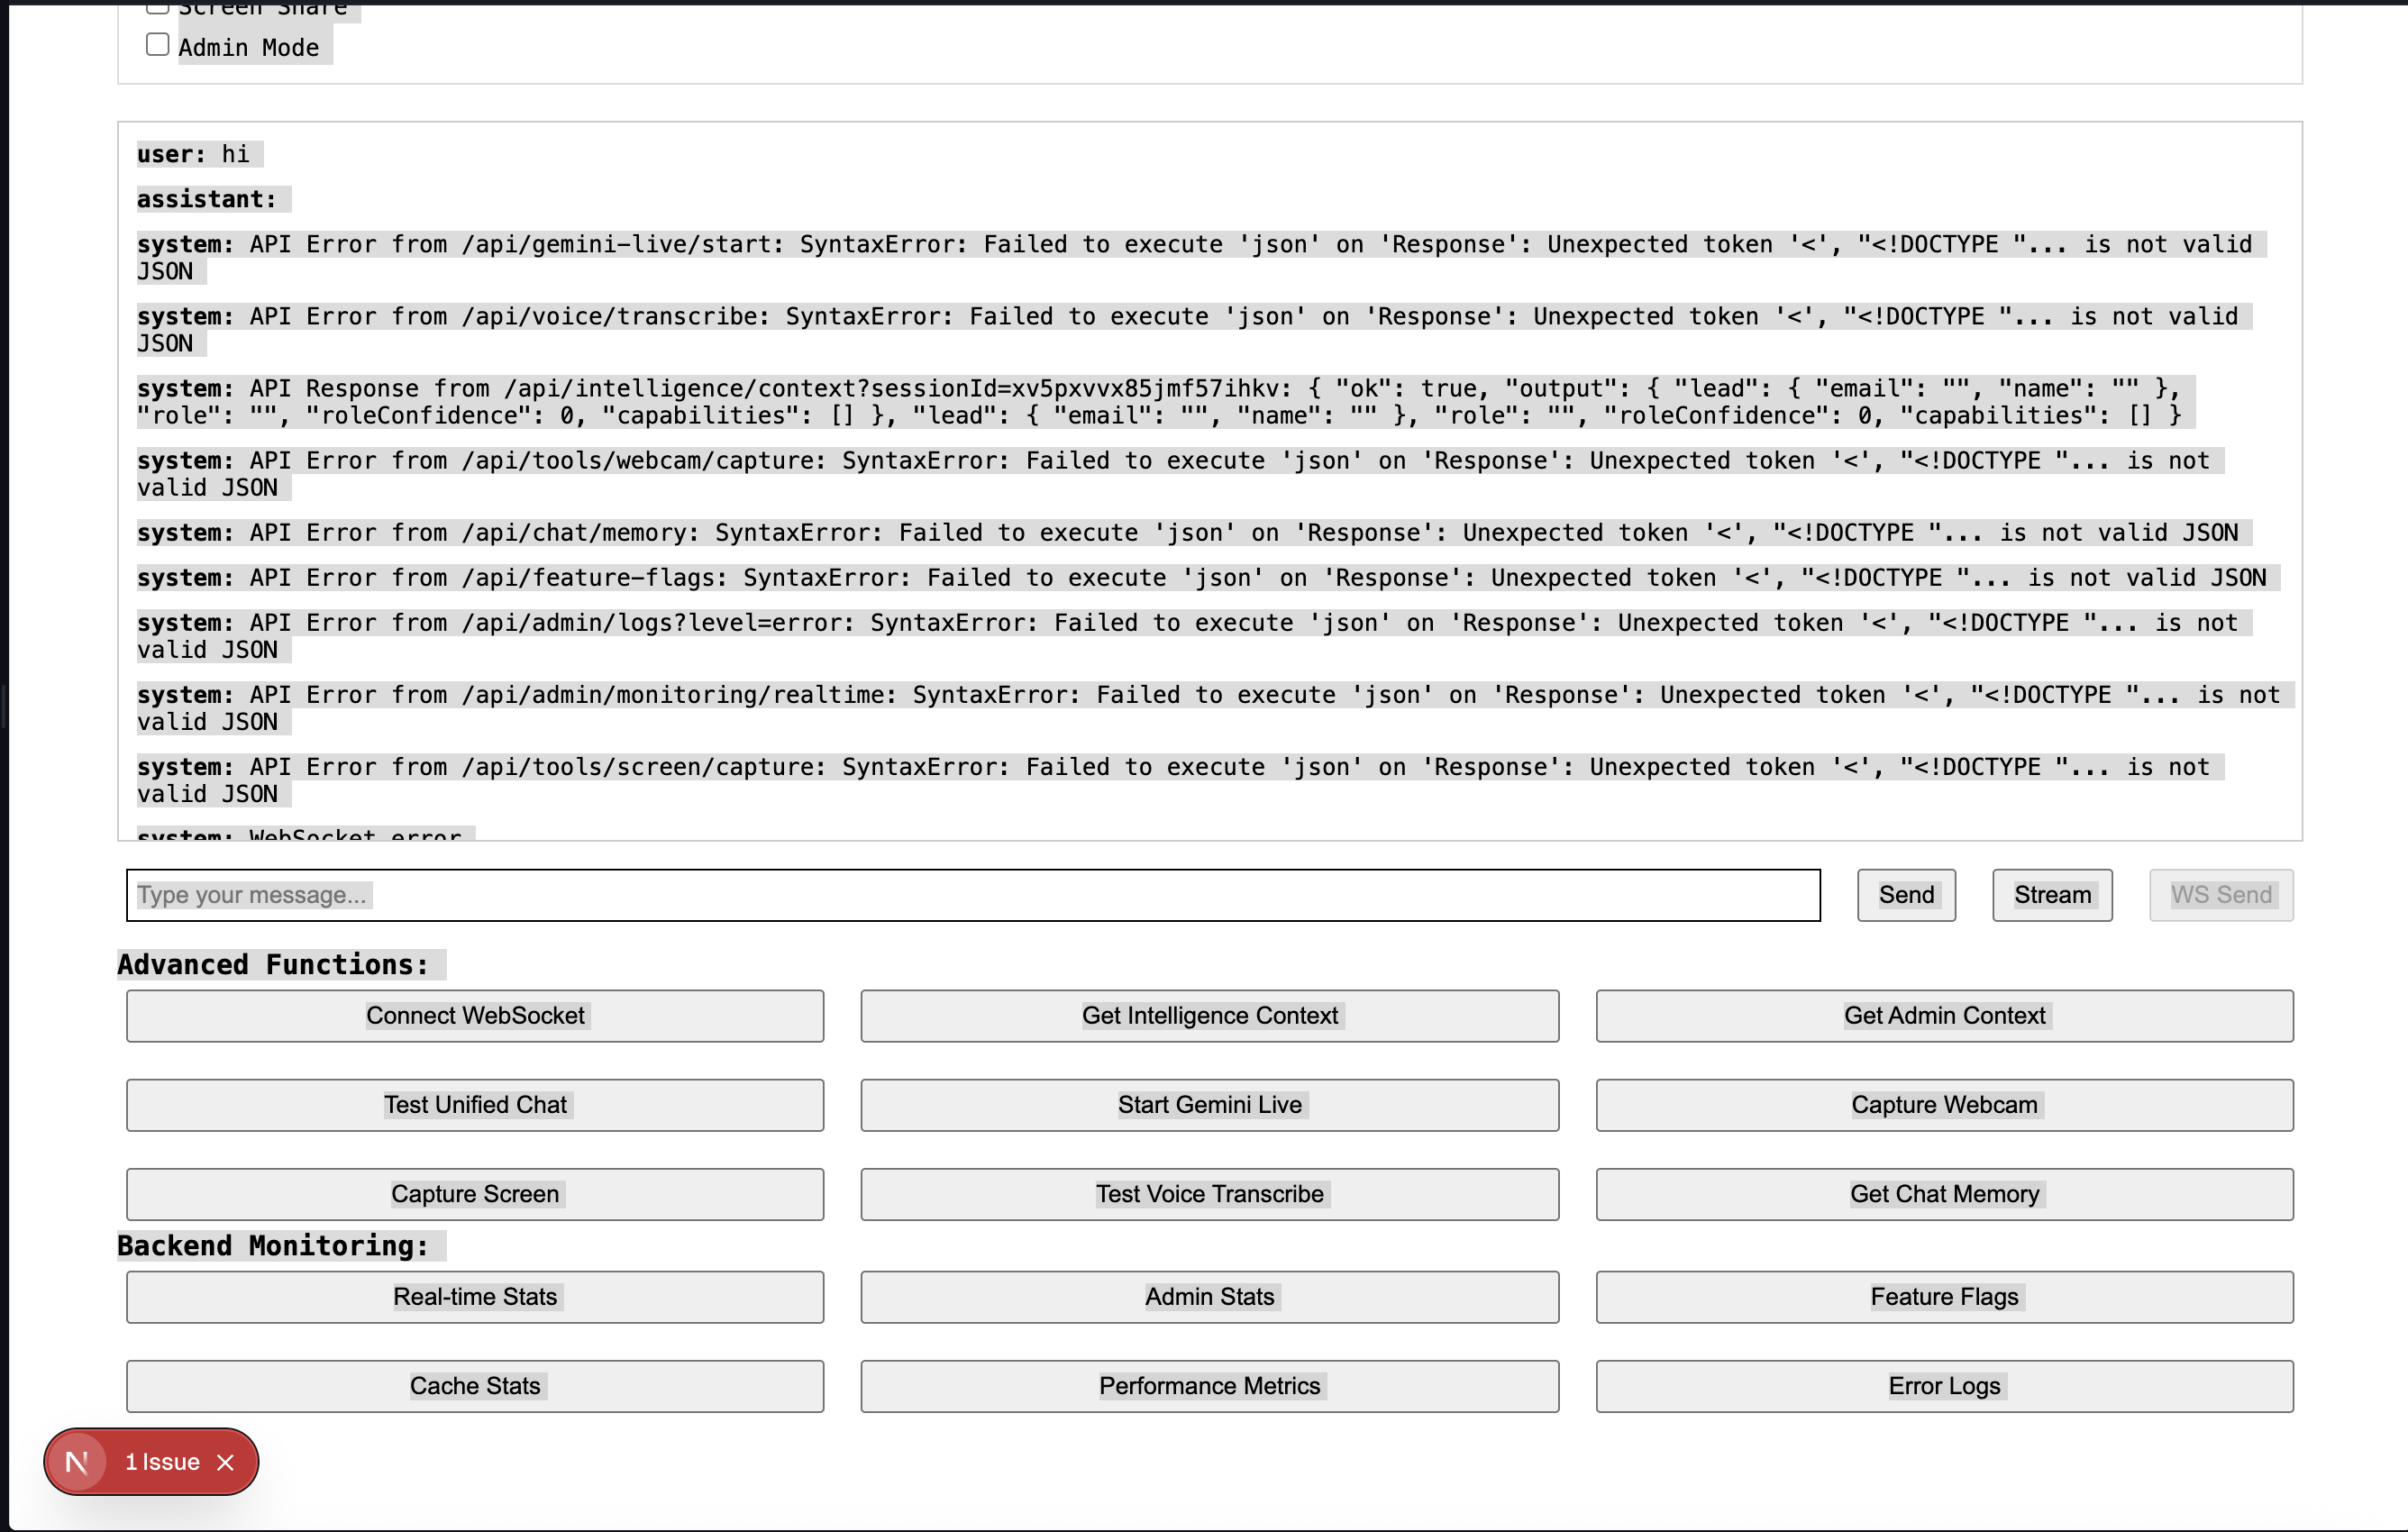 Screen Share
Admin Mode
user: hi
assistant:
system: API Error from /api/gemini-live/start: SyntaxError: Failed to execute 'json' on 'Response': Unexpected token '<', "<!DOCTYPE "... is not valid
JSON
system: API Error from /api/voice/transcribe: SyntaxError: Failed to execute 'json' on 'Response': Unexpected token '<', "<!DOCTYPE "... is not valid
JSON
system: API Response from /api/intelligence/context?sessionId=xv5pxvvx85jmf57ihkv: { "ok": true, "output": { "lead": { "email": "", "name": "" },
"role": "", "roleConfidence": 0, "capabilities": [] }, "lead": { "email": "", "name": "" }, "role": "", "roleConfidence": 0, "capabilities": [] }
system: API Error from /api/tools/webcam/capture: SyntaxError: Failed to execute 'json' on 'Response': Unexpected token '<', "<!DOCTYPE "... is not
valid JSON
system: API Error from /api/chat/memory: SyntaxError: Failed to execute 'json' on 'Response': Unexpected token '<', "<!DOCTYPE "... is not valid JSON
system: API Error from /api/feature-flags: SyntaxError: Failed to execute 'json' on 'Response': Unexpected token '<', "<!DOCTYPE "... is not valid JSON
system: API Error from /api/admin/logs?level=error: SyntaxError: Failed to execute 'json' on 'Response': Unexpected token '<', "<!DOCTYPE "... is not
valid JSON
system: API Error from /api/admin/monitoring/realtime: SyntaxError: Failed to execute 'json' on 'Response': Unexpected token '<', "<!DOCTYPE "... is not
valid JSON
system: API Error from /api/tools/screen/capture: SyntaxError: Failed to execute 'json' on 'Response': Unexpected token '<', "<!DOCTYPE "... is not
valid JSON
system: WebSocket error
Type your message... Send Stream WS Send
Advanced Functions:
Connect WebSocket Get Intelligence Context Get Admin Context
Test Unified Chat Start Gemini Live Capture Webcam
Capture Screen Test Voice Transcribe Get Chat Memory
Backend Monitoring:
Real-time Stats Admin Stats Feature Flags
Cache Stats Performance Metrics Error Logs
N 1 Issue